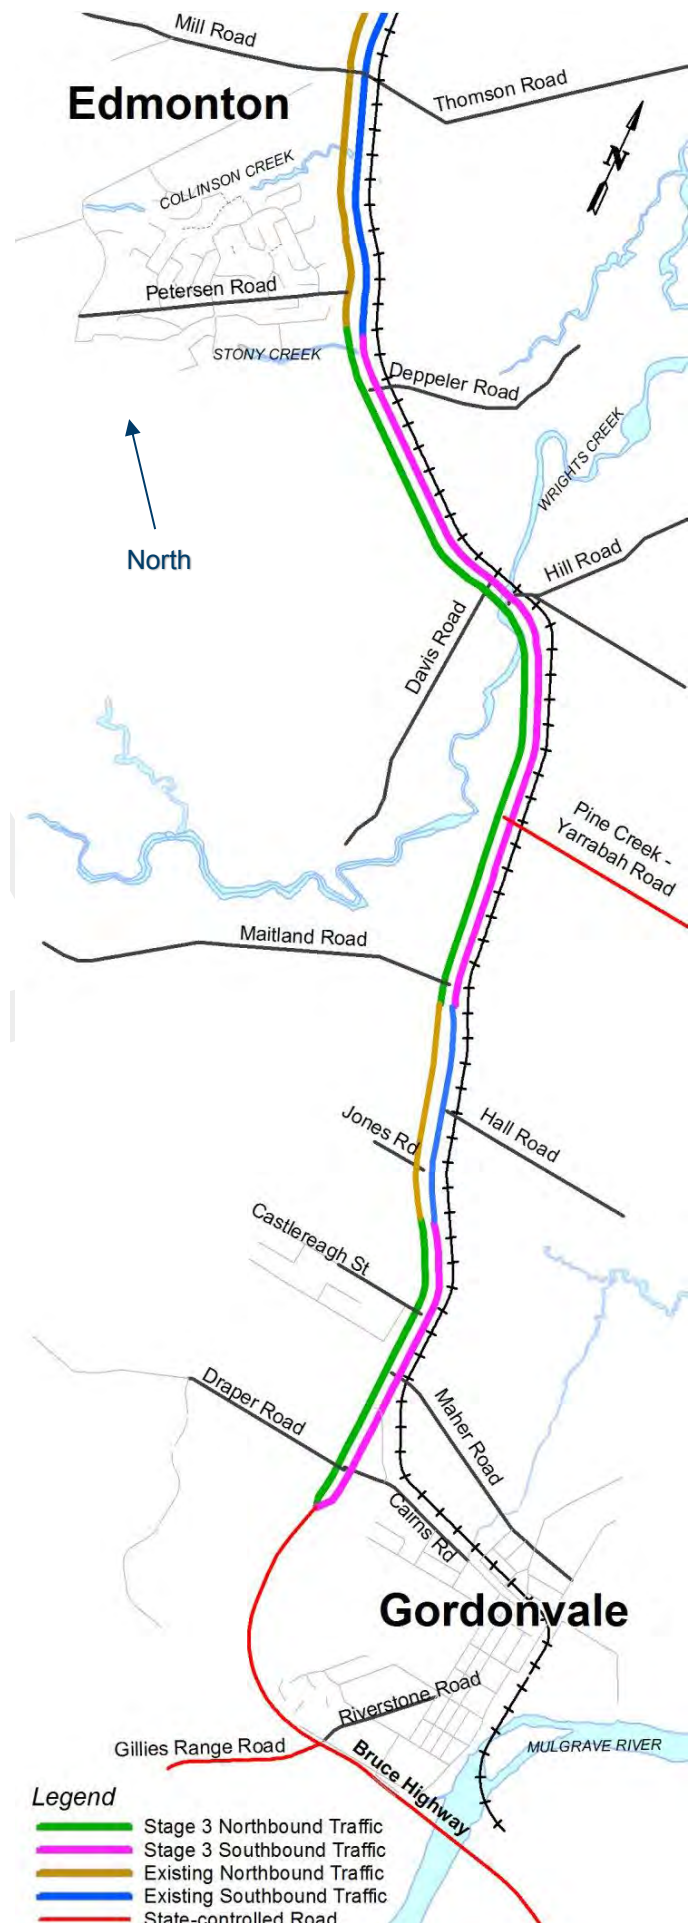 Mill Road
Edmonton
Thomson Road
N
COLLINSON CREEK
Petersen Road
STONY CREEK
Deppeler Road
WRIGHTS CREEK
North
Hill Road
Davis Road
Pine Creek -
Yarrabah Road
Maitland Road
Jones Rd
Hall Road
Castlereagh St
Draper Road
Maher Road
Cairns Rd
Gordonvale
Riverstone Road
Gillies Range Road
Bruce Highway
MULGRAVE RIVER
Legend
Stage 3 Northbound Traffic
Stage 3 Southbound Traffic
Existing Northbound Traffic
Existing Southbound Traffic
State-controlled Road